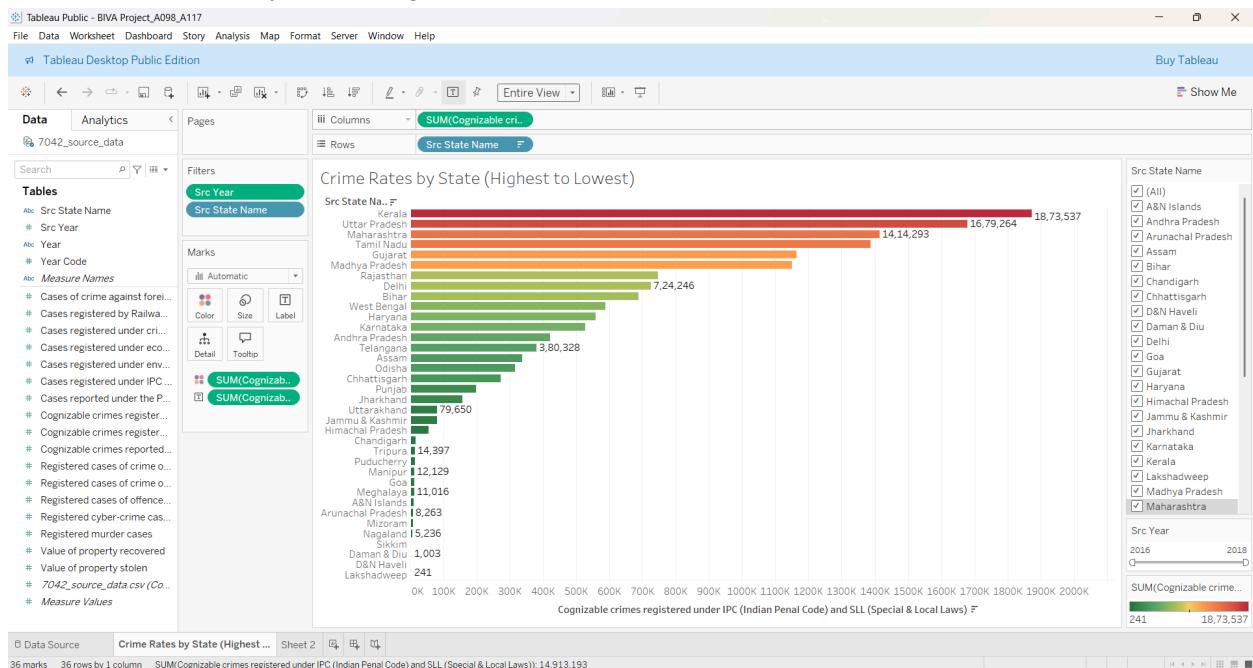 Tableau Public - BIVA Project_A098_A117
File Data Worksheet Dashboard Story Analysis Map Format Server Window Help
Tableau Desktop Public Edition
Buy Tableau
Entire View
Show Me
Data Analytics
7042_source_data
Search
Tables
Abc Src State Name
# Src Year
Abc Year
# Year Code
Abc Measure Names
# Cases of crime against forei...
# Cases registered by Railwa...
# Cases registered under cri...
# Cases registered under eco...
# Cases registered under env...
# Cases registered under IPC ...
# Cases reported under the P...
# Cognizable crimes register...
# Cognizable crimes register...
# Cognizable crimes reported...
# Registered cases of crime o...
# Registered cases of crime o...
# Registered cases of offence...
# Registered cyber-crime cas...
# Registered murder cases
# Value of property recovered
# Value of property stolen
# 7042_source_data.csv (Co...
# Measure Values
Pages
Filters
Src Year
Src State Name
Marks
Automatic
Color Size Label
Detail Tooltip
SUM(Cognizab..
SUM(Cognizab..
Columns SUM(Cognizable cri..
Rows Src State Name
Crime Rates by State (Highest to Lowest)
Src State Na..
Kerala 18,73,537
Uttar Pradesh 16,79,264
Maharashtra 14,14,293
Tamil Nadu
Gujarat
Madhya Pradesh
Rajasthan
Delhi 7,24,246
Bihar
West Bengal
Haryana
Karnataka
Andhra Pradesh
Telangana 3,80,328
Assam
Odisha
Chhattisgarh
Punjab
Jharkhand
Uttarakhand 79,650
Jammu & Kashmir
Himachal Pradesh
Chandigarh
Tripura 14,397
Puducherry
Manipur 12,129
Goa
Meghalaya 11,016
A&N Islands
Arunachal Pradesh 8,263
Mizoram
Nagaland 5,236
Sikkim
Daman & Diu 1,003
D&N Haveli
Lakshadweep 241
0K 100K 200K 300K 400K 500K 600K 700K 800K 900K 1000K 1100K 1200K 1300K 1400K 1500K 1600K 1700K 1800K 1900K 2000K
Cognizable crimes registered under IPC (Indian Penal Code) and SLL (Special & Local Laws)
Src State Name
(All)
A&N Islands
Andhra Pradesh
Arunachal Pradesh
Assam
Bihar
Chandigarh
Chhattisgarh
D&N Haveli
Daman & Diu
Delhi
Goa
Gujarat
Haryana
Himachal Pradesh
Jammu & Kashmir
Jharkhand
Karnataka
Kerala
Lakshadweep
Madhya Pradesh
Maharashtra
Src Year
2016 2018
SUM(Cognizable crime...
241 18,73,537
Data Source Crime Rates by State (Highest ... Sheet 2
36 marks 36 rows by 1 column SUM(Cognizable crimes registered under IPC (Indian Penal Code) and SLL (Special & Local Laws)): 14,913,193